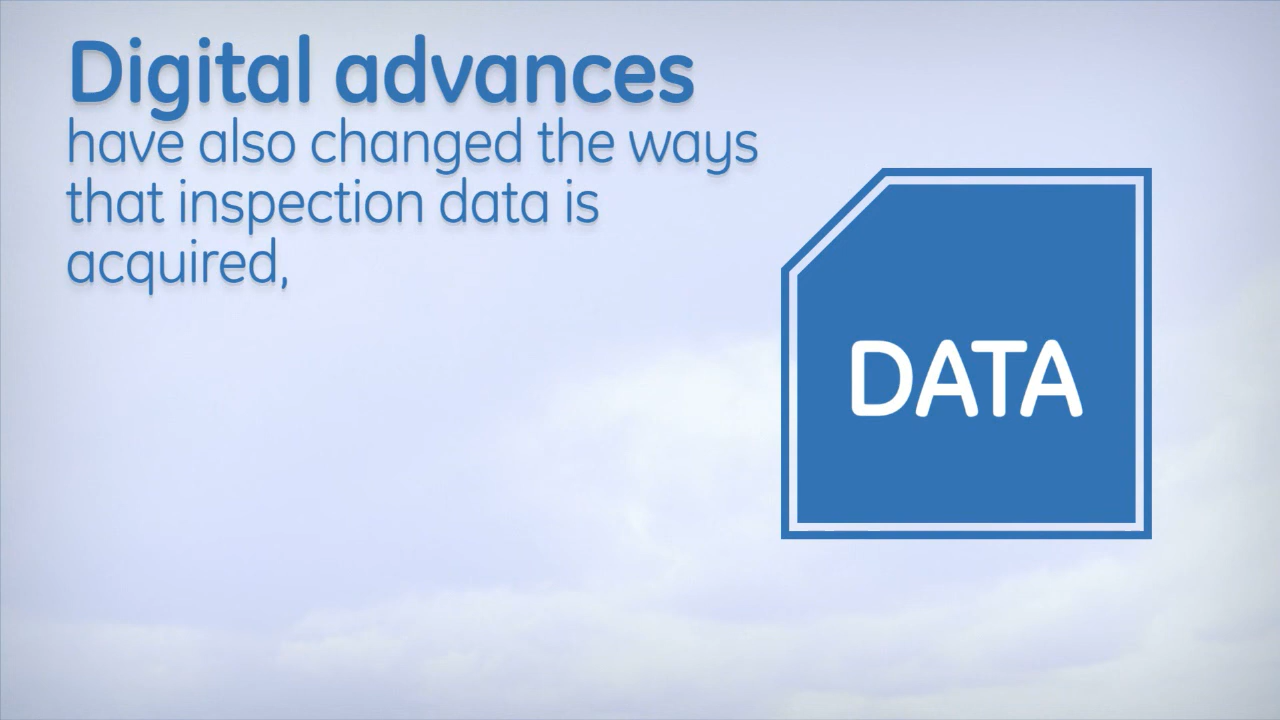 Digital advances
have also changed the ways
that inspection data is
acquired,
DATA